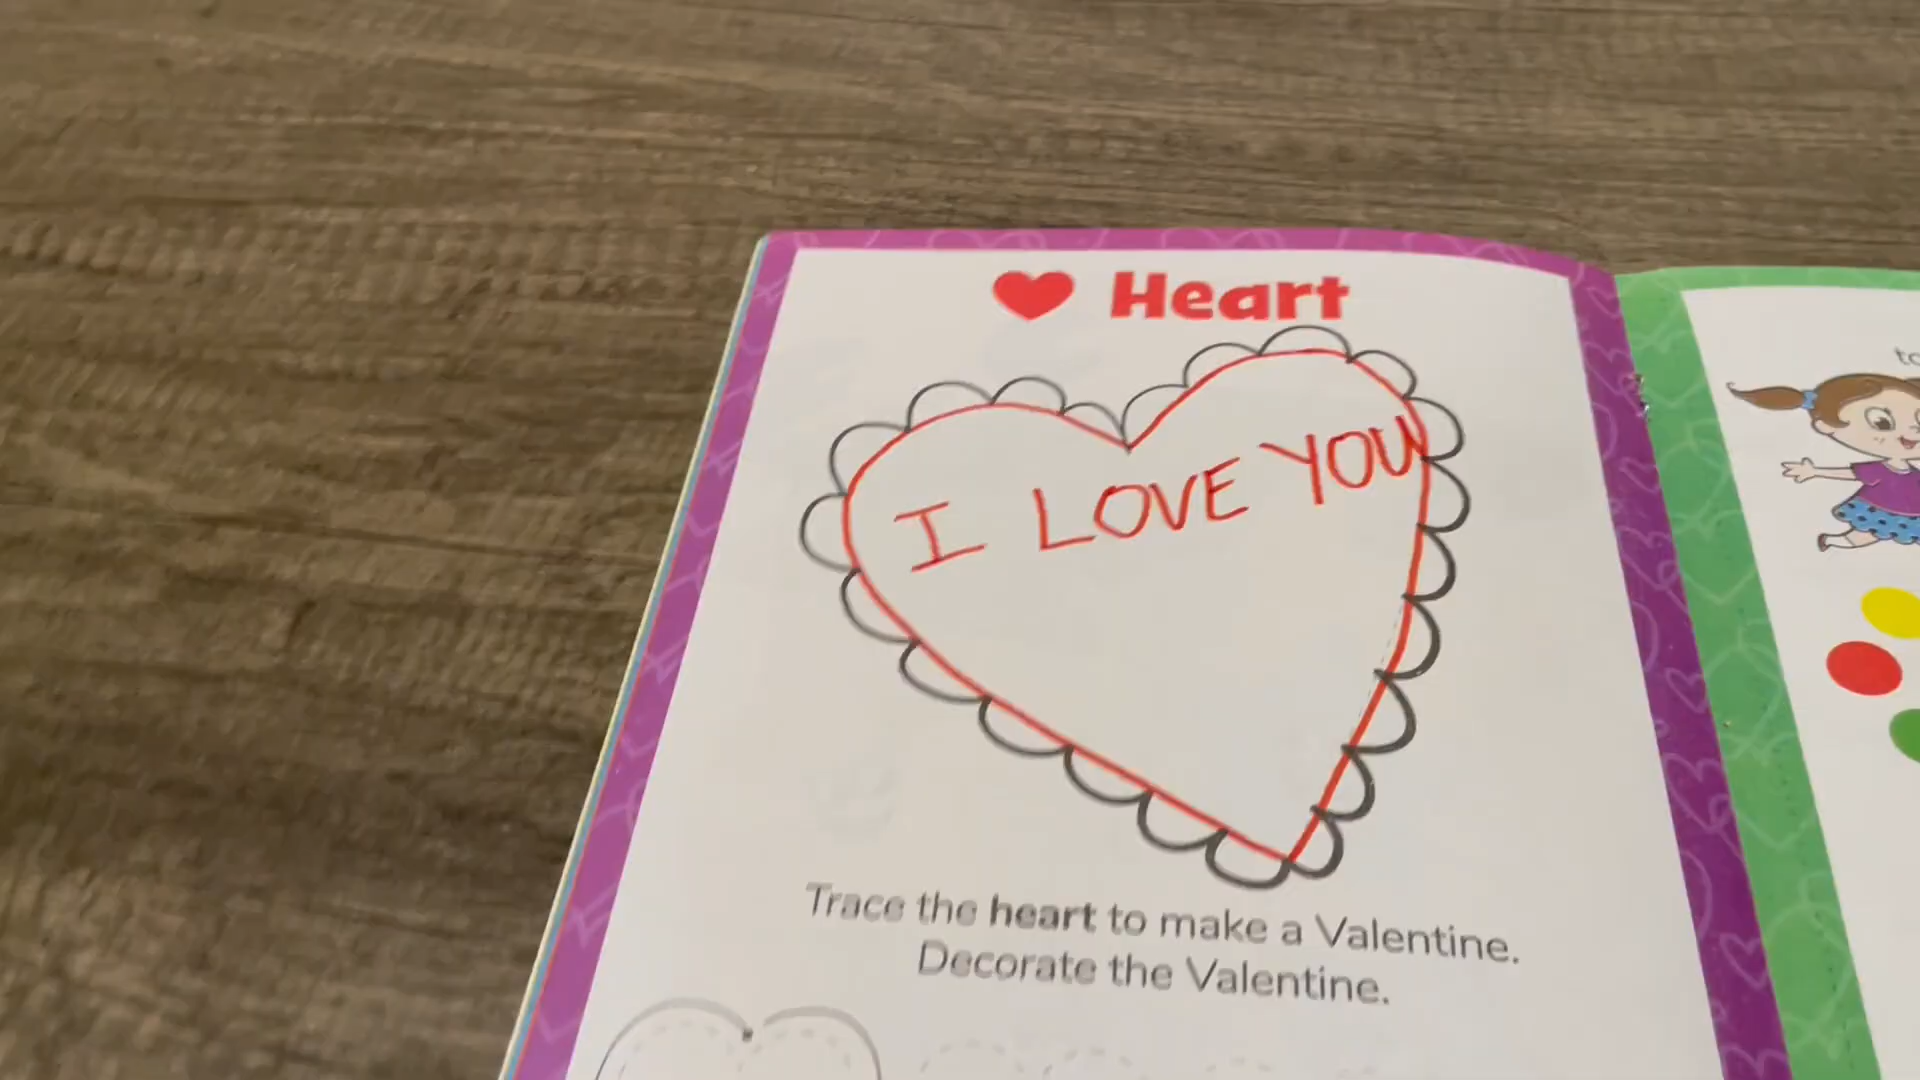 Heart
I LOVE YOU
Trace the heart to make a Valentine.
Decorate the Valentine.